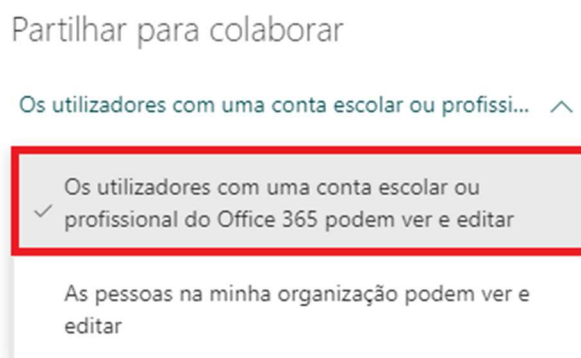 Partilhar para colaborar
Os utilizadores com uma conta escolar ou profissi...
Os utilizadores com uma conta escolar ou
profissional do Office 365 podem ver e editar
As pessoas na minha organização podem ver e
editar